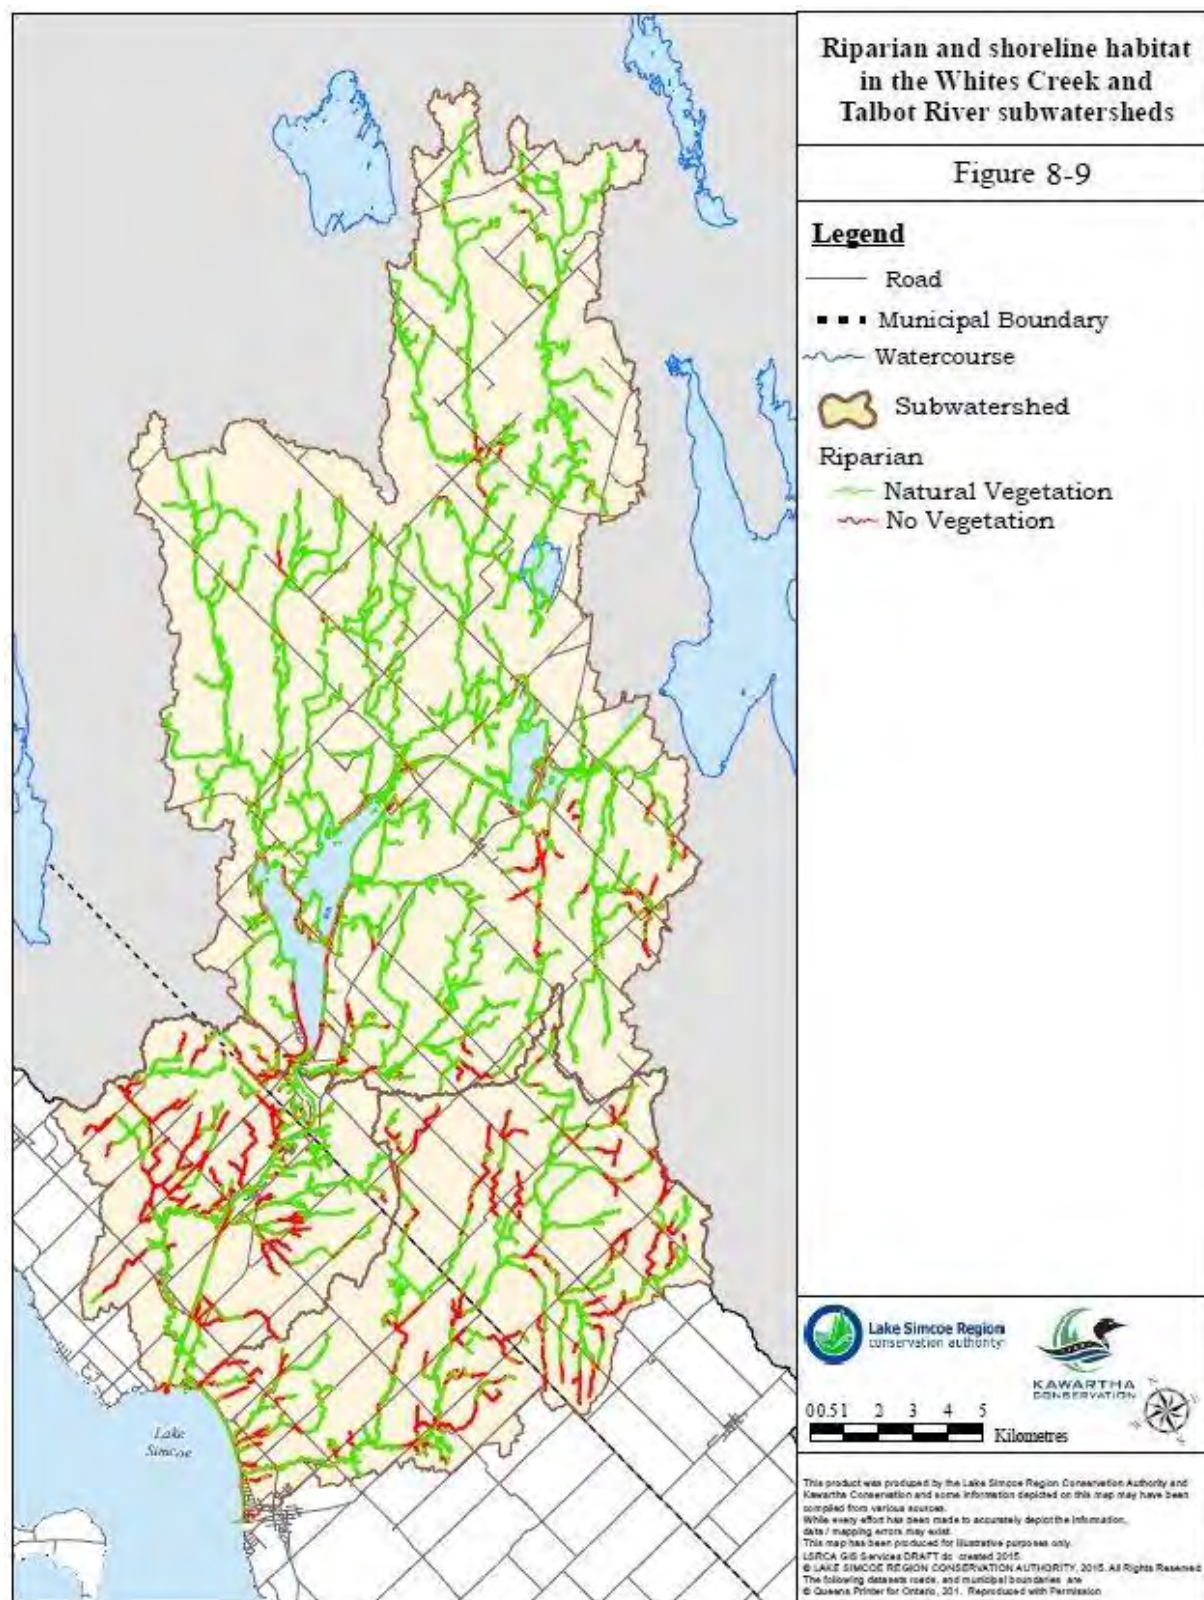 Riparian and shoreline habitat
in the Whites Creek and
Talbot River subwatersheds
Figure 8-9
Legend
Road
Municipal Boundary
Watercourse
Subwatershed
Riparian
Natural Vegetation
No Vegetation
Lake
Simcoe
Lake Simcoe Region
conservation authority
KAWARTHA
CONSERVATION
0 0.5 1 2 3 4 5
Kilometres
This product was produced by the Lake Simcoe Region Conservation Authority and
Kawartha Conservation and some information depicted on this map may have been
compiled from various sources.
While every effort has been made to accurately depict the information,
data / mapping errors may exist.
This map has been produced for illustrative purposes only.
LSRCA GIS Services DRAFT dc created 2015.
© LAKE SIMCOE REGION CONSERVATION AUTHORITY, 2015. All Rights Reserved
The following datasets roads, and municipal boundaries are
© Queens Printer for Ontario, 201. Reproduced with Permission